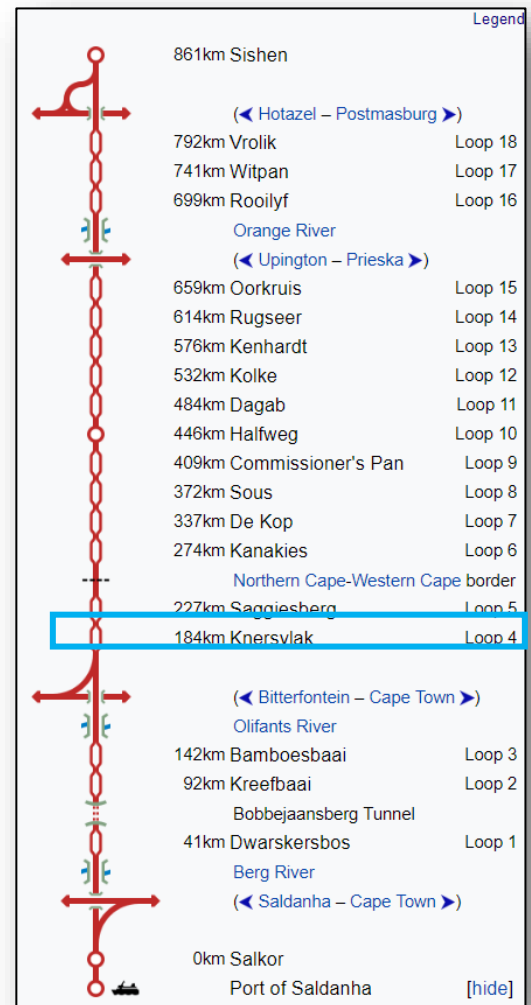 Legend
861km Sishen
(⮜ Hotazel – Postmasburg ⮞)
792km Vrolik Loop 18
741km Witpan Loop 17
699km Rooilyf Loop 16
Orange River
(⮜ Upington – Prieska ⮞)
659km Oorkruis Loop 15
614km Rugseer Loop 14
576km Kenhardt Loop 13
532km Kolke Loop 12
484km Dagab Loop 11
446km Halfweg Loop 10
409km Commissioner's Pan Loop 9
372km Sous Loop 8
337km De Kop Loop 7
274km Kanakies Loop 6
Northern Cape-Western Cape border
227km Saggiesberg Loop 5
184km Knersvlak Loop 4
(⮜ Bitterfontein – Cape Town ⮞)
Olifants River
142km Bamboesbaai Loop 3
92km Kreefbaai Loop 2
Bobbejaansberg Tunnel
41km Dwarskersbos Loop 1
Berg River
(⮜ Saldanha – Cape Town ⮞)
0km Salkor
Port of Saldanha [hide]